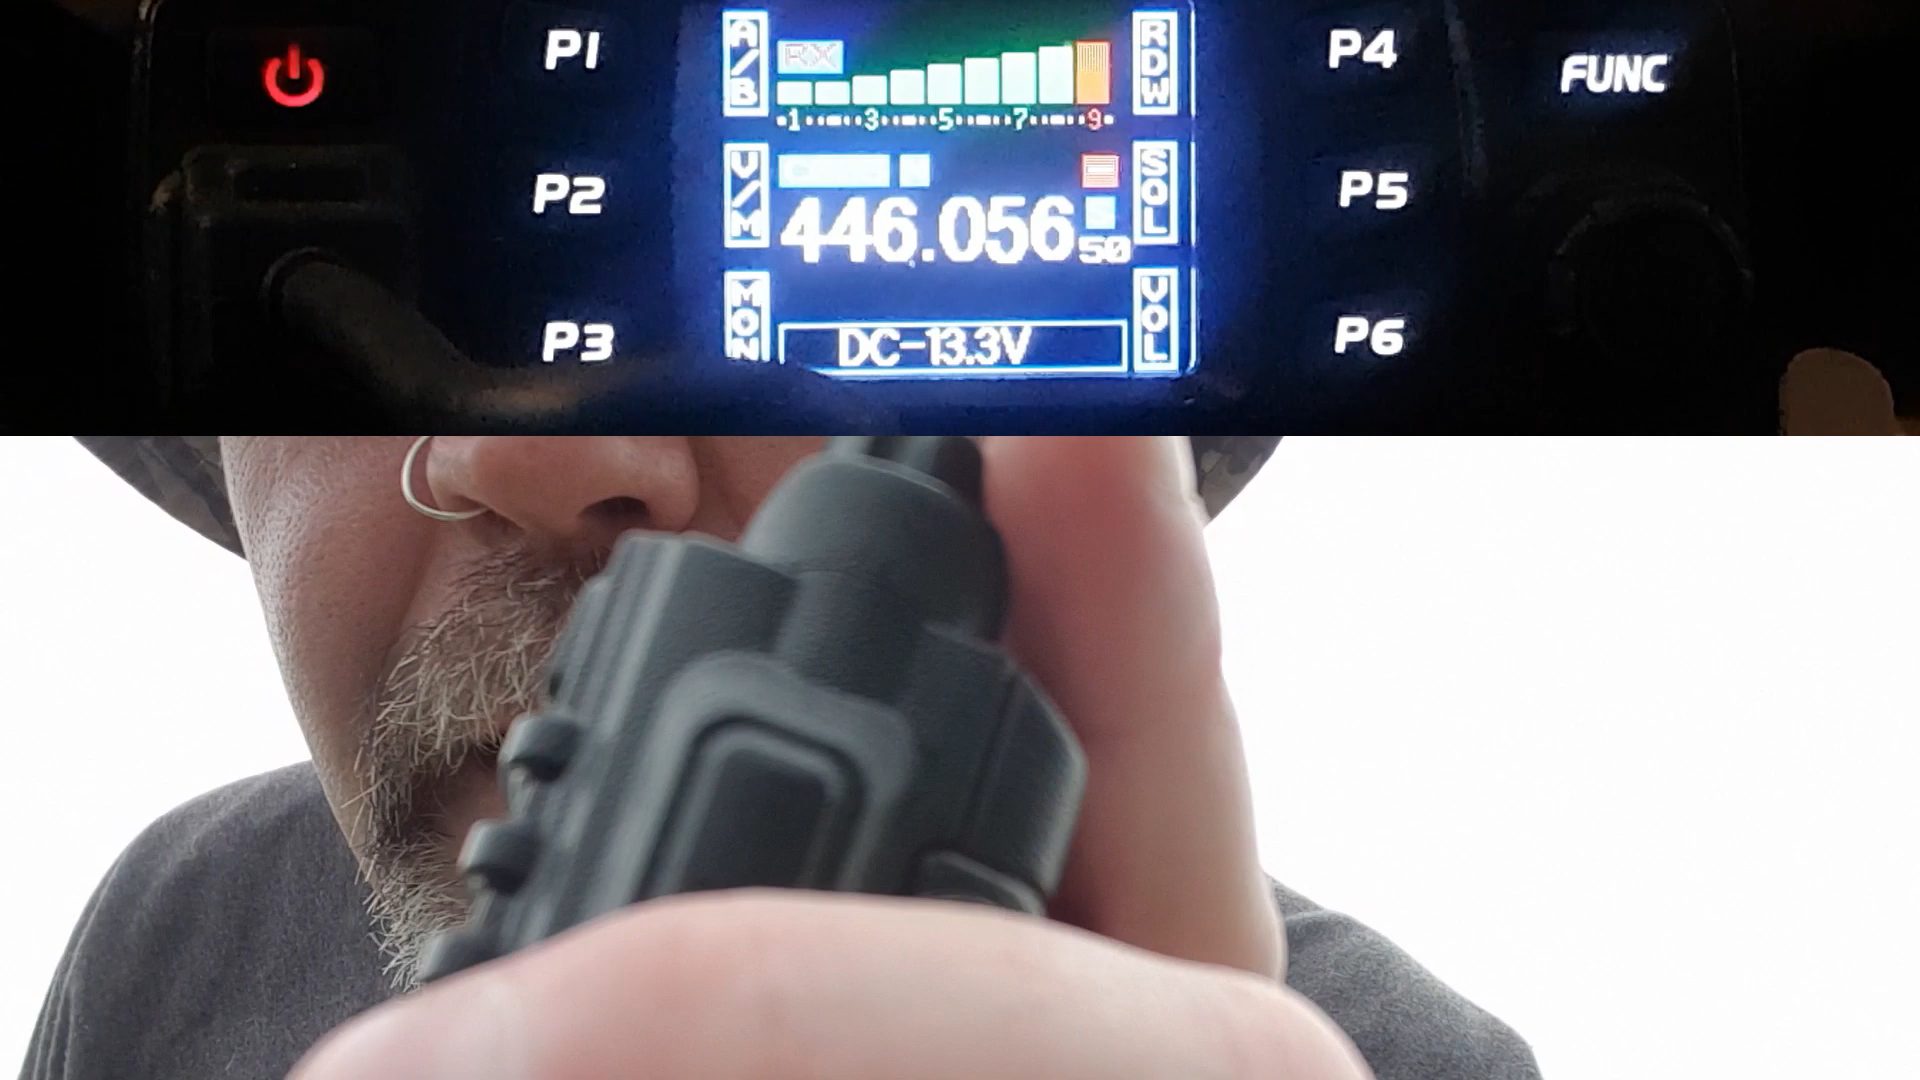 P1
P2
P3
A/B
V/M
MON
RX
1 3 5 7 9
446.056 50
DC-13.3V
RDW
SQL
VOL
P4
P5
P6
FUNC